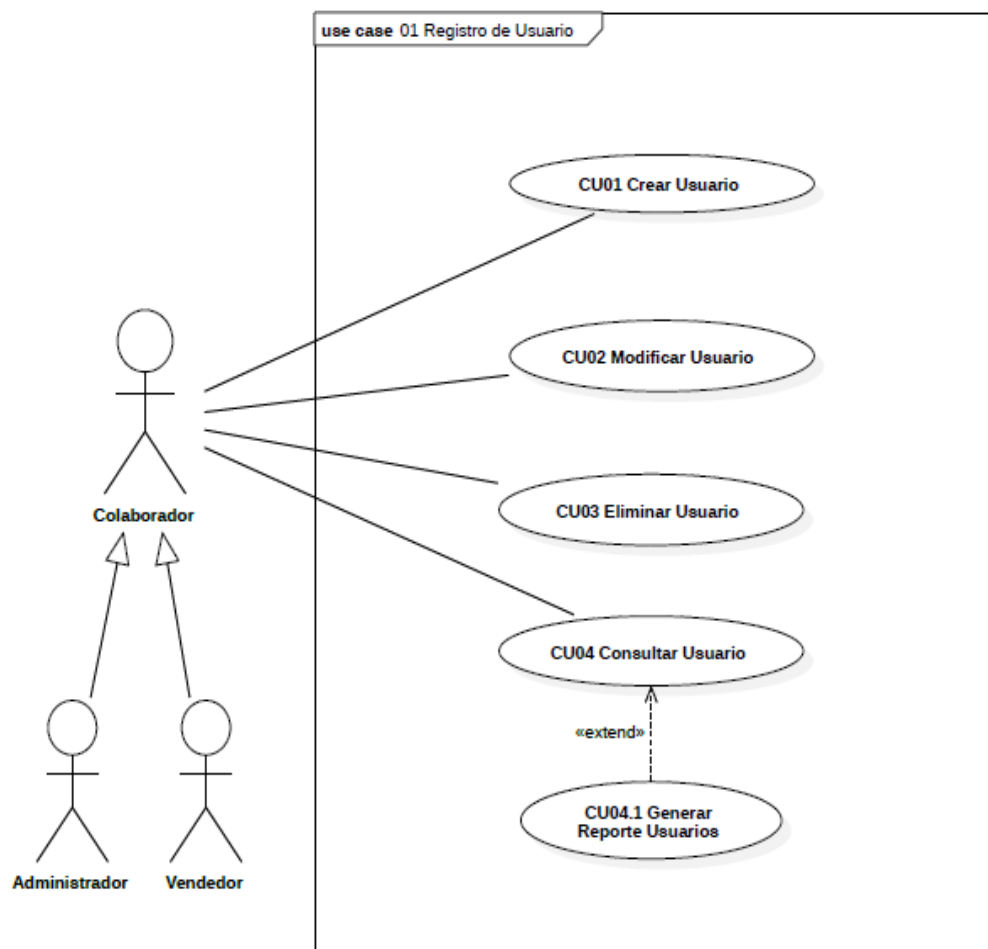 use case 01 Registro de Usuario
CU01 Crear Usuario
CU02 Modificar Usuario
Colaborador
CU03 Eliminar Usuario
CU04 Consultar Usuario
«extend»
CU04.1 Generar
Reporte Usuarios
Administrador
Vendedor